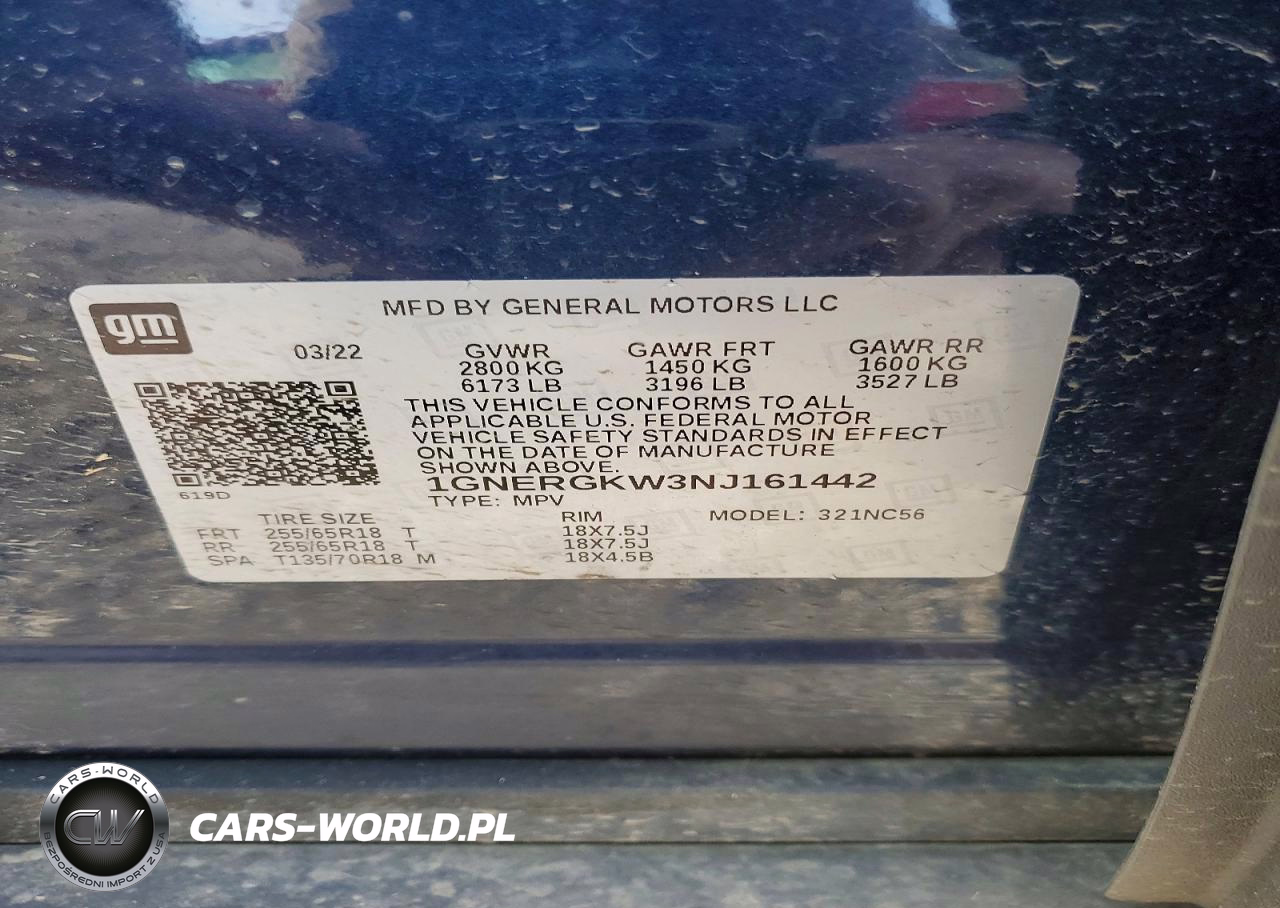 gm
MFD BY GENERAL MOTORS LLC
03/22
GVWR GAWR FRT GAWR RR
2800 KG 1450 KG 1600 KG
6173 LB 3196 LB 3527 LB
THIS VEHICLE CONFORMS TO ALL
APPLICABLE U.S. FEDERAL MOTOR
VEHICLE SAFETY STANDARDS IN EFFECT
ON THE DATE OF MANUFACTURE
SHOWN ABOVE.
1GNERGKW3NJ161442
619D
TYPE: MPV
TIRE SIZE RIM MODEL: 321NC56
FRT 255/65R18 T 18X7.5J
RR 255/65R18 T 18X7.5J
SPA T135/70R18 M 18X4.5B
CARS-WORLD
CW
BEZPOŚREDNI IMPORT Z USA
CARS-WORLD.PL